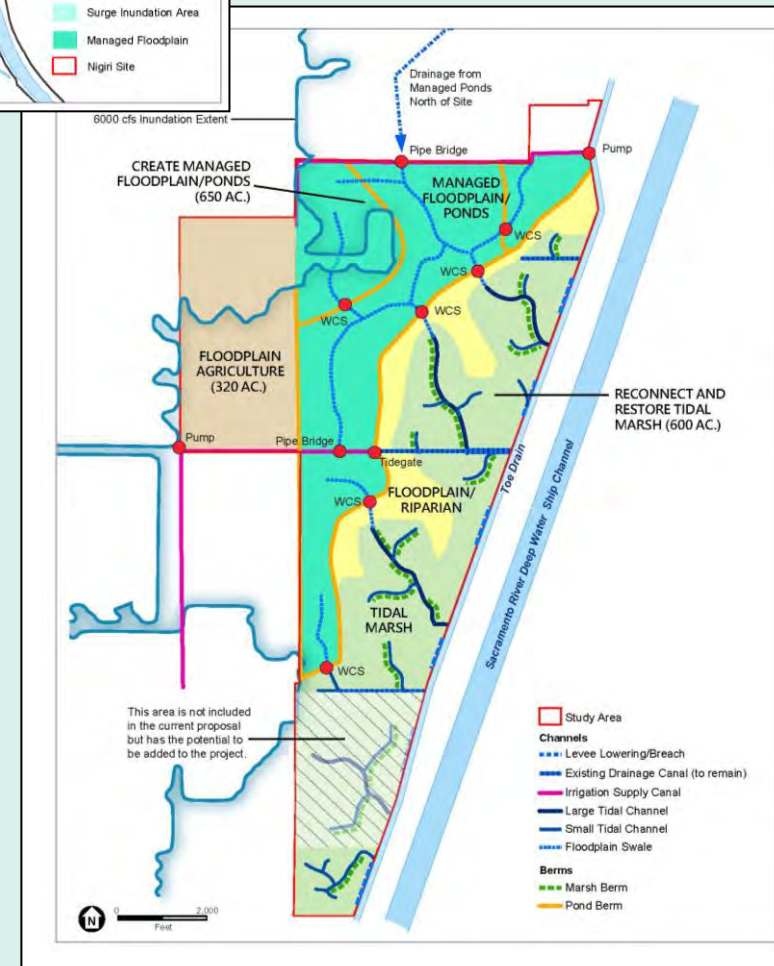 Surge Inundation Area
Managed Floodplain
Nigiri Site
6000 cfs Inundation Extent
Drainage from
Managed Ponds
North of Site
Pipe Bridge
Pump
CREATE MANAGED
FLOODPLAIN/PONDS
(650 AC.)
MANAGED
FLOODPLAIN/
PONDS
WCS
WCS
WCS
WCS
FLOODPLAIN
AGRICULTURE
(320 AC.)
RECONNECT AND
RESTORE TIDAL
MARSH (600 AC.)
Pump
Pipe Bridge
Tidegate
Toe Drain
Sacramento River Deep Water Ship Channel
WCS
FLOODPLAIN/
RIPARIAN
TIDAL
MARSH
WCS
This area is not included
in the current proposal
but has the potential to
be added to the project.
Study Area
Channels
Levee Lowering/Breach
Existing Drainage Canal (to remain)
Irrigation Supply Canal
Large Tidal Channel
Small Tidal Channel
Floodplain Swale
Berms
Marsh Berm
Pond Berm
N
0 2,000
Feet